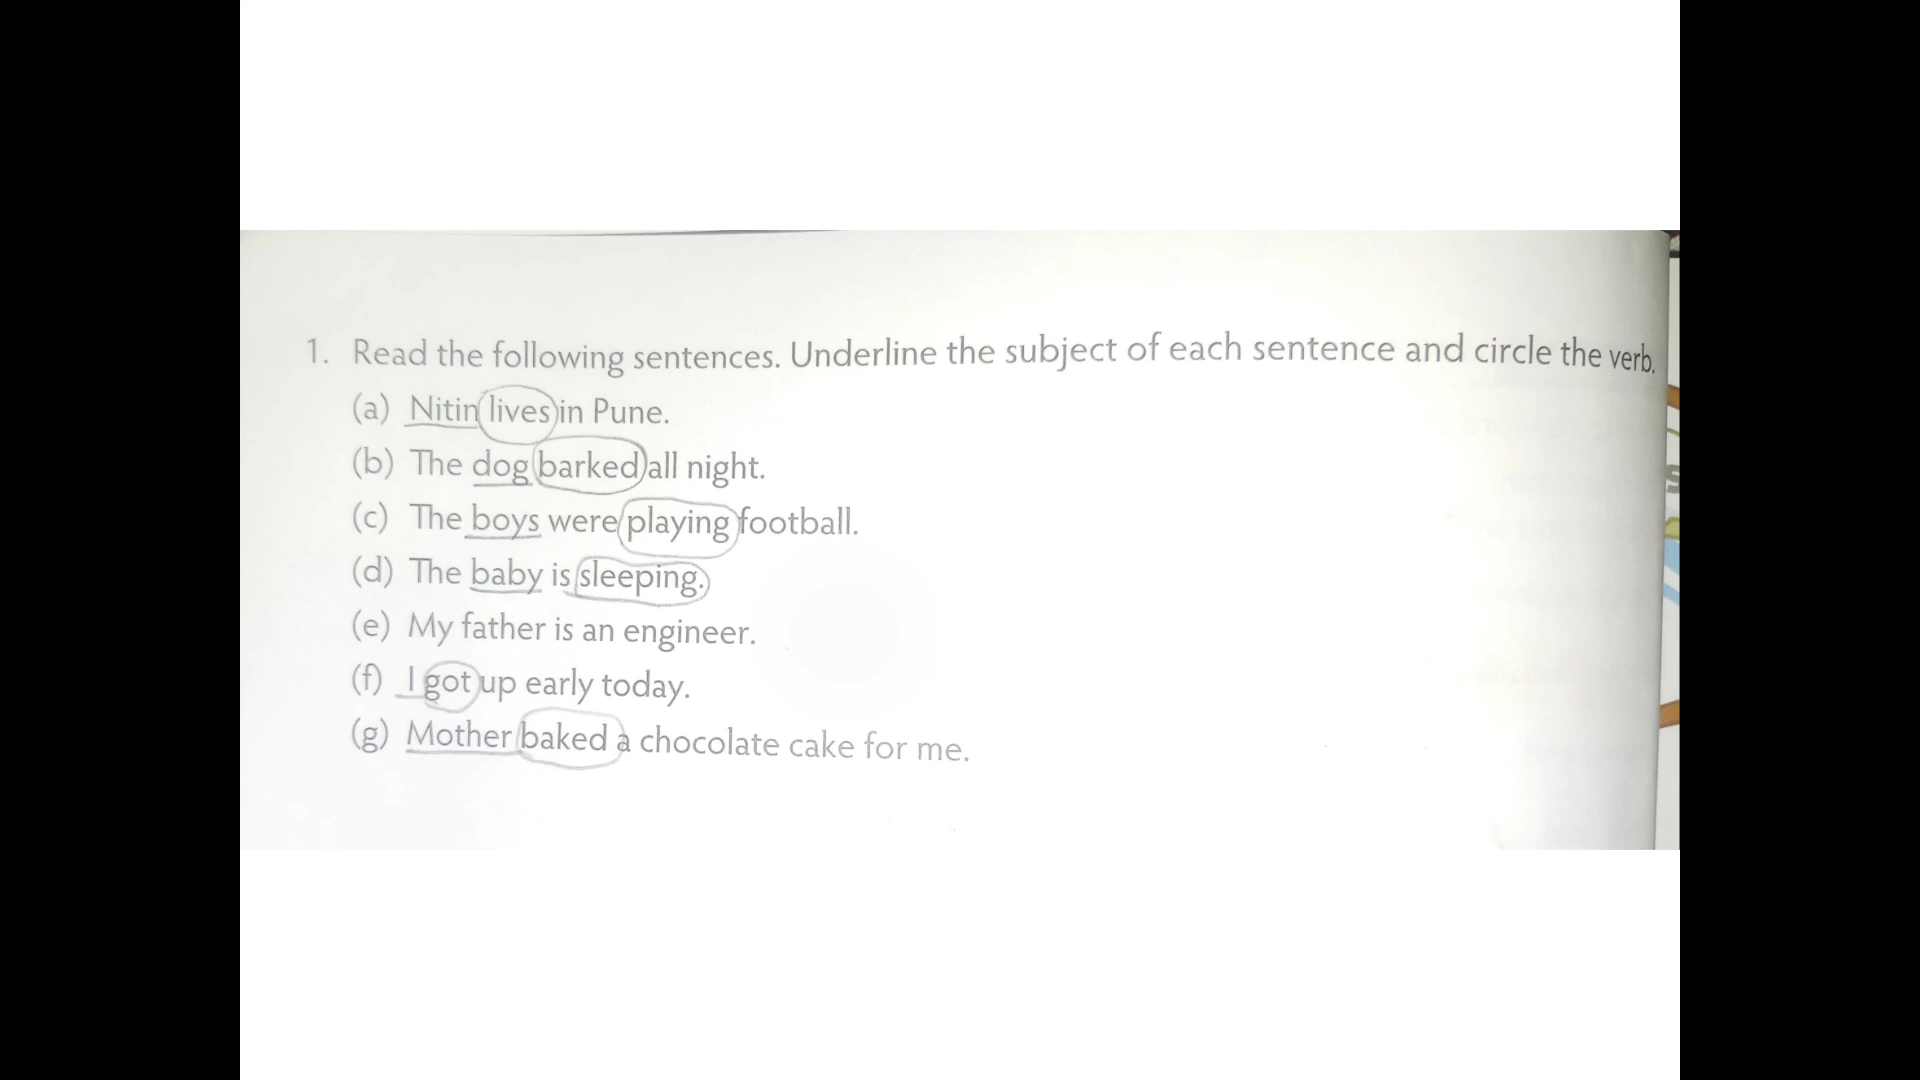 1. Read the following sentences. Underline the subject of each sentence and circle the verb.
(a) Nitin lives in Pune.
(b) The dog barked all night.
(c) The boys were playing football.
(d) The baby is sleeping.
(e) My father is an engineer.
(f) I got up early today.
(g) Mother baked a chocolate cake for me.